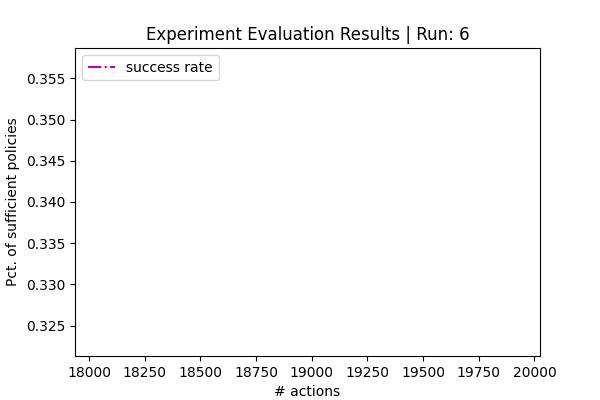 Experiment Evaluation Results | Run: 6
success rate
Pct. of sufficient policies
0.355
0.350
0.345
0.340
0.335
0.330
0.325
18000 18250 18500 18750 19000 19250 19500 19750 20000
# actions